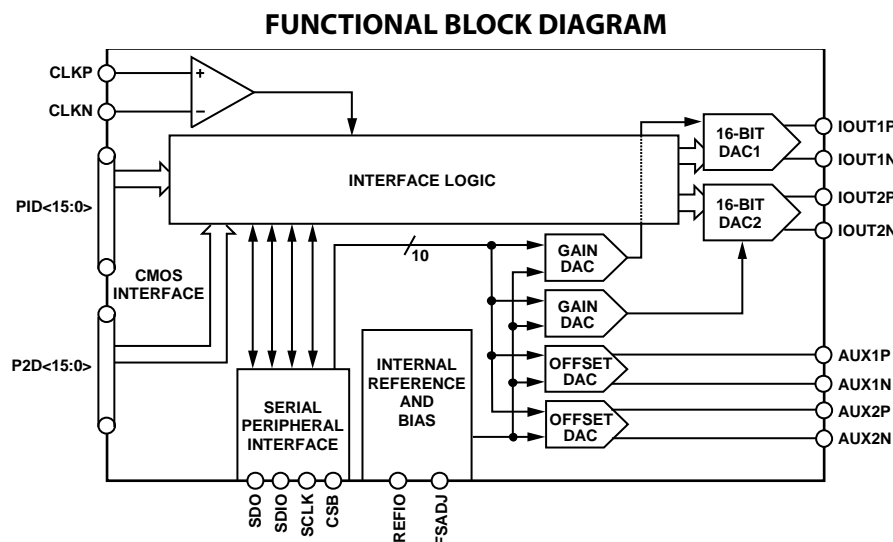 FUNCTIONAL BLOCK DIAGRAM
CLKP
CLKN
+
–
PID<15:0>
CMOS
INTERFACE
P2D<15:0>
INTERFACE LOGIC
16-BIT
DAC1
16-BIT
DAC2
IOUT1P
IOUT1N
IOUT2P
IOUT2N
10
GAIN
DAC
GAIN
DAC
OFFSET
DAC
OFFSET
DAC
AUX1P
AUX1N
AUX2P
AUX2N
SERIAL
PERIPHERAL
INTERFACE
INTERNAL
REFERENCE
AND
BIAS
SDO
SDIO
SCLK
CSB
REFIO
FSADJ